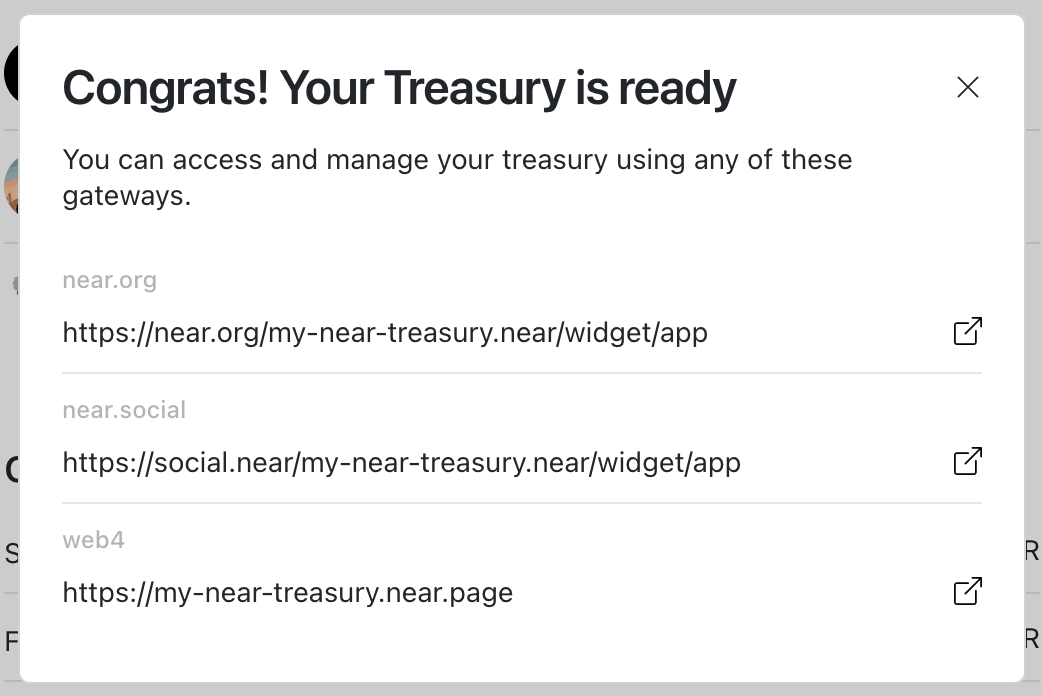 Congrats! Your Treasury is ready
You can access and manage your treasury using any of these
gateways.
near.org
https://near.org/my-near-treasury.near/widget/app
near.social
https://social.near/my-near-treasury.near/widget/app
web4
https://my-near-treasury.near.page